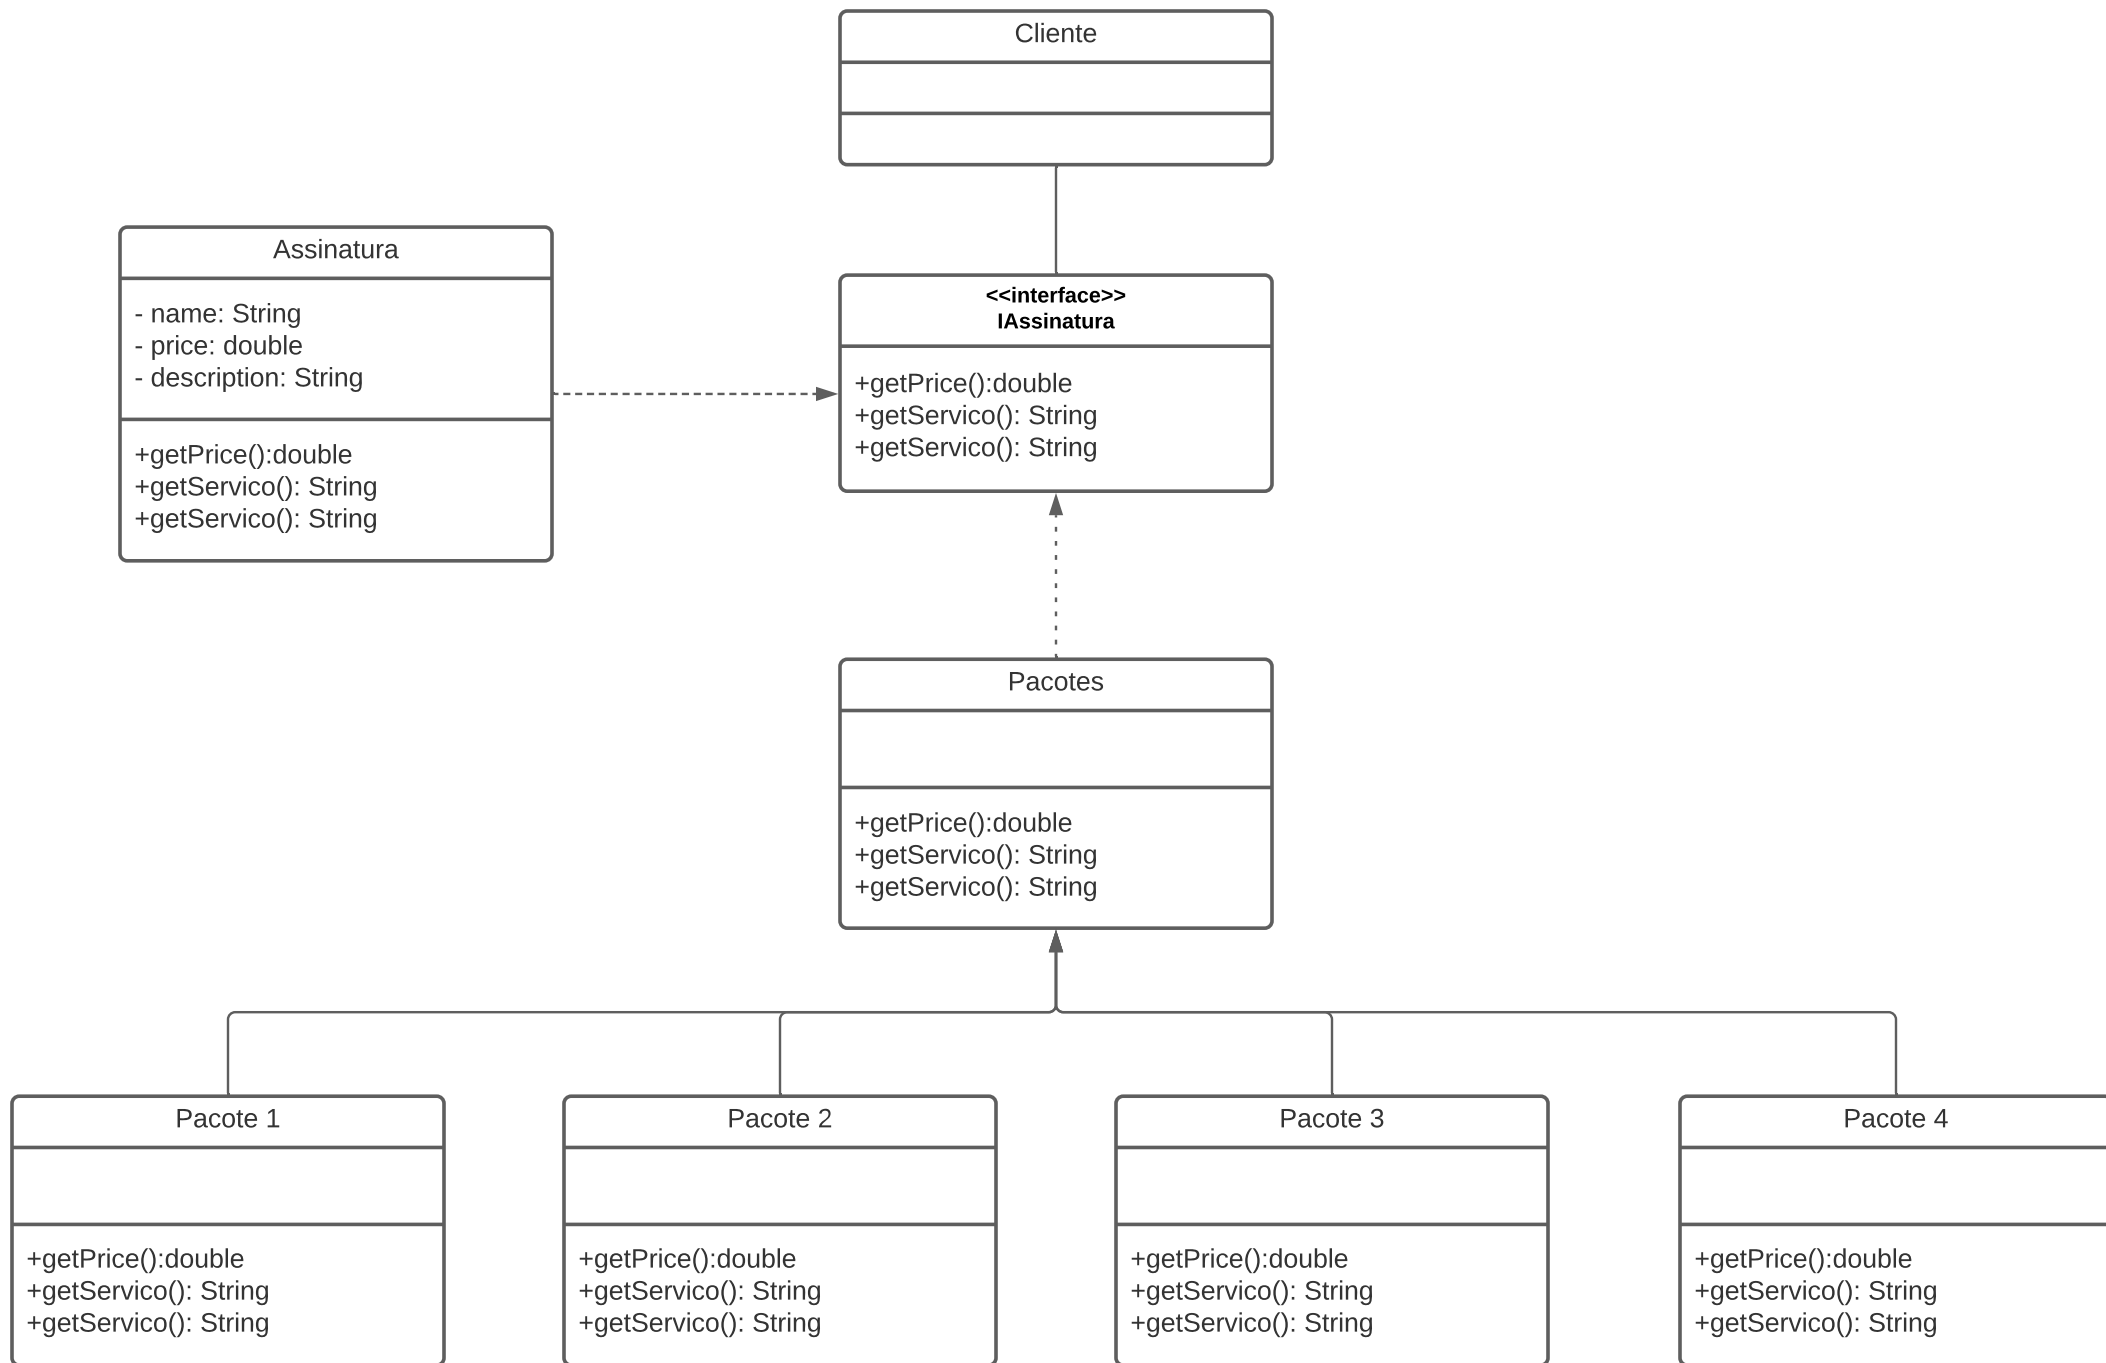 Cliente
Assinatura
- name: String
- price: double
- description: String
+getPrice():double
+getServico(): String
+getServico(): String
<<interface>>
IAssinatura
+getPrice():double
+getServico(): String
+getServico(): String
Pacotes
+getPrice():double
+getServico(): String
+getServico(): String
Pacote 1
+getPrice():double
+getServico(): String
+getServico(): String
Pacote 2
+getPrice():double
+getServico(): String
+getServico(): String
Pacote 3
+getPrice():double
+getServico(): String
+getServico(): String
Pacote 4
+getPrice():double
+getServico(): String
+getServico(): String